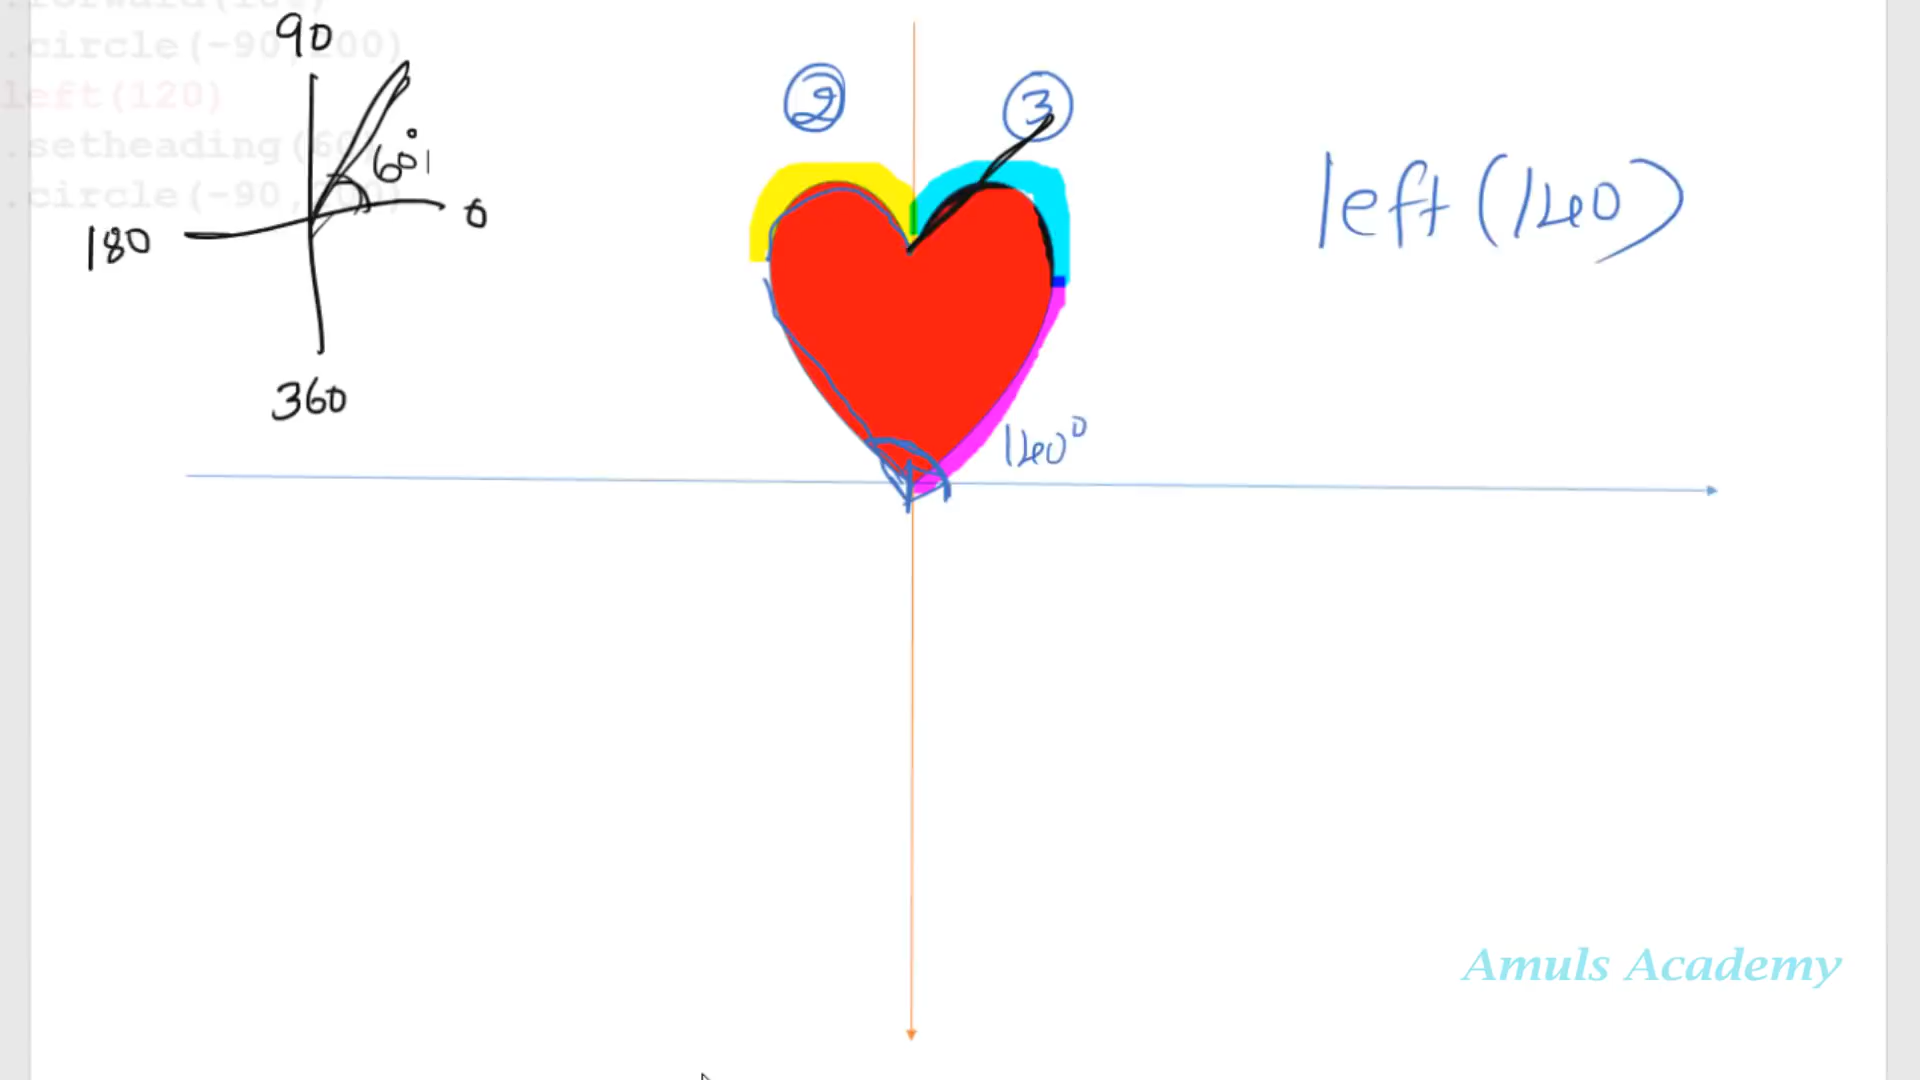 .circle(-90,200)
left(120)
.setheading(60
.circle(-90,
90
60°
0
180
360
2
3
left(140)
140°
Amuls Academy